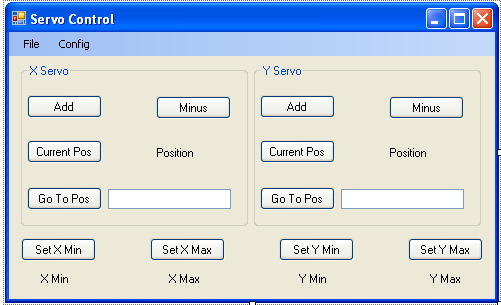 Servo Control
File Config
X Servo Y Servo
Add Minus Add Minus
Current Pos Position Current Pos Position
Go To Pos Go To Pos
Set X Min Set X Max Set Y Min Set Y Max
X Min X Max Y Min Y Max